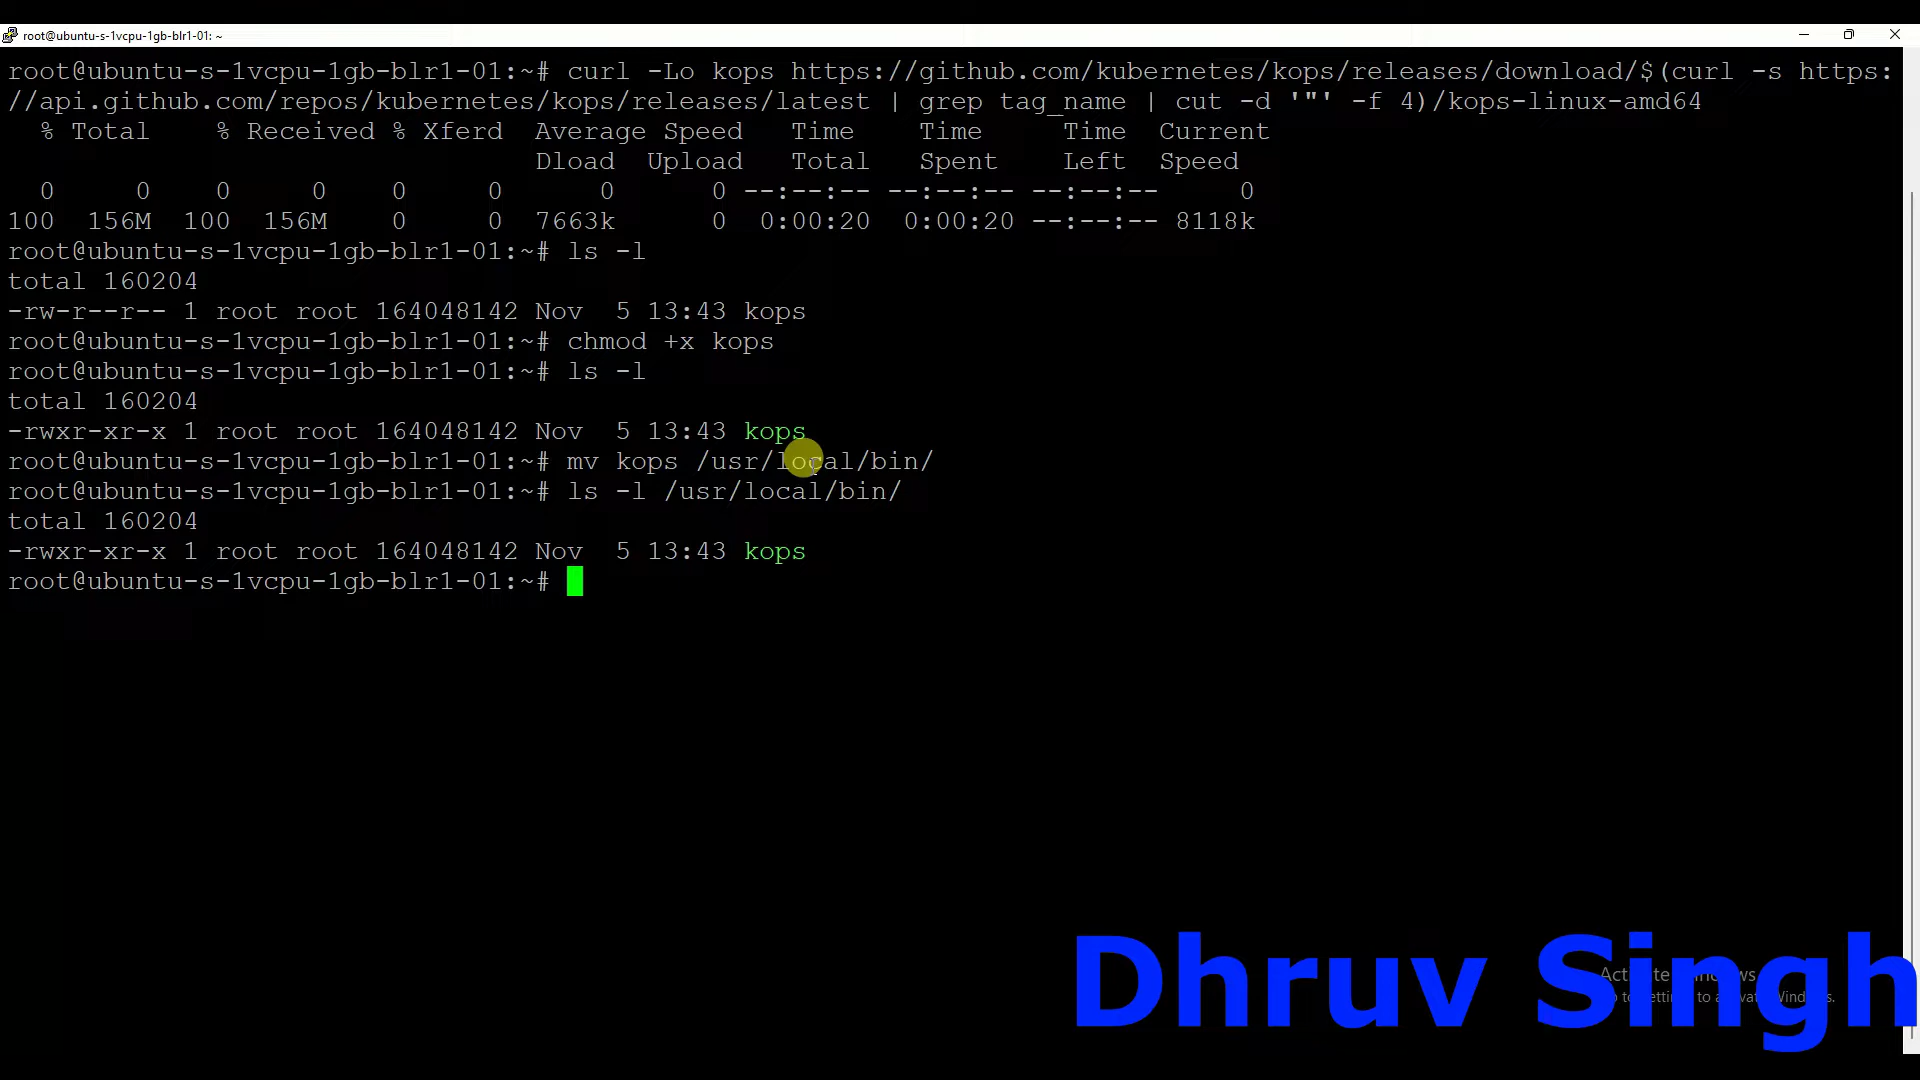 root@ubuntu-s-1vcpu-1gb-blr1-01: ~
root@ubuntu-s-1vcpu-1gb-blr1-01:~# curl -Lo kops https://github.com/kubernetes/kops/releases/download/$(curl -s https:
//api.github.com/repos/kubernetes/kops/releases/latest | grep tag_name | cut -d '"' -f 4)/kops-linux-amd64
% Total % Received % Xferd Average Speed Time Time Time Current
Dload Upload Total Spent Left Speed
0 0 0 0 0 0 0 0 --:--:-- --:--:-- --:--:-- 0
100 156M 100 156M 0 0 7663k 0 0:00:20 0:00:20 --:--:-- 8118k
root@ubuntu-s-1vcpu-1gb-blr1-01:~# ls -l
total 160204
-rw-r--r-- 1 root root 164048142 Nov 5 13:43 kops
root@ubuntu-s-1vcpu-1gb-blr1-01:~# chmod +x kops
root@ubuntu-s-1vcpu-1gb-blr1-01:~# ls -l
total 160204
-rwxr-xr-x 1 root root 164048142 Nov 5 13:43 kops
root@ubuntu-s-1vcpu-1gb-blr1-01:~# mv kops /usr/local/bin/
root@ubuntu-s-1vcpu-1gb-blr1-01:~# ls -l /usr/local/bin/
total 160204
-rwxr-xr-x 1 root root 164048142 Nov 5 13:43 kops
root@ubuntu-s-1vcpu-1gb-blr1-01:~#
Dhruv Singh